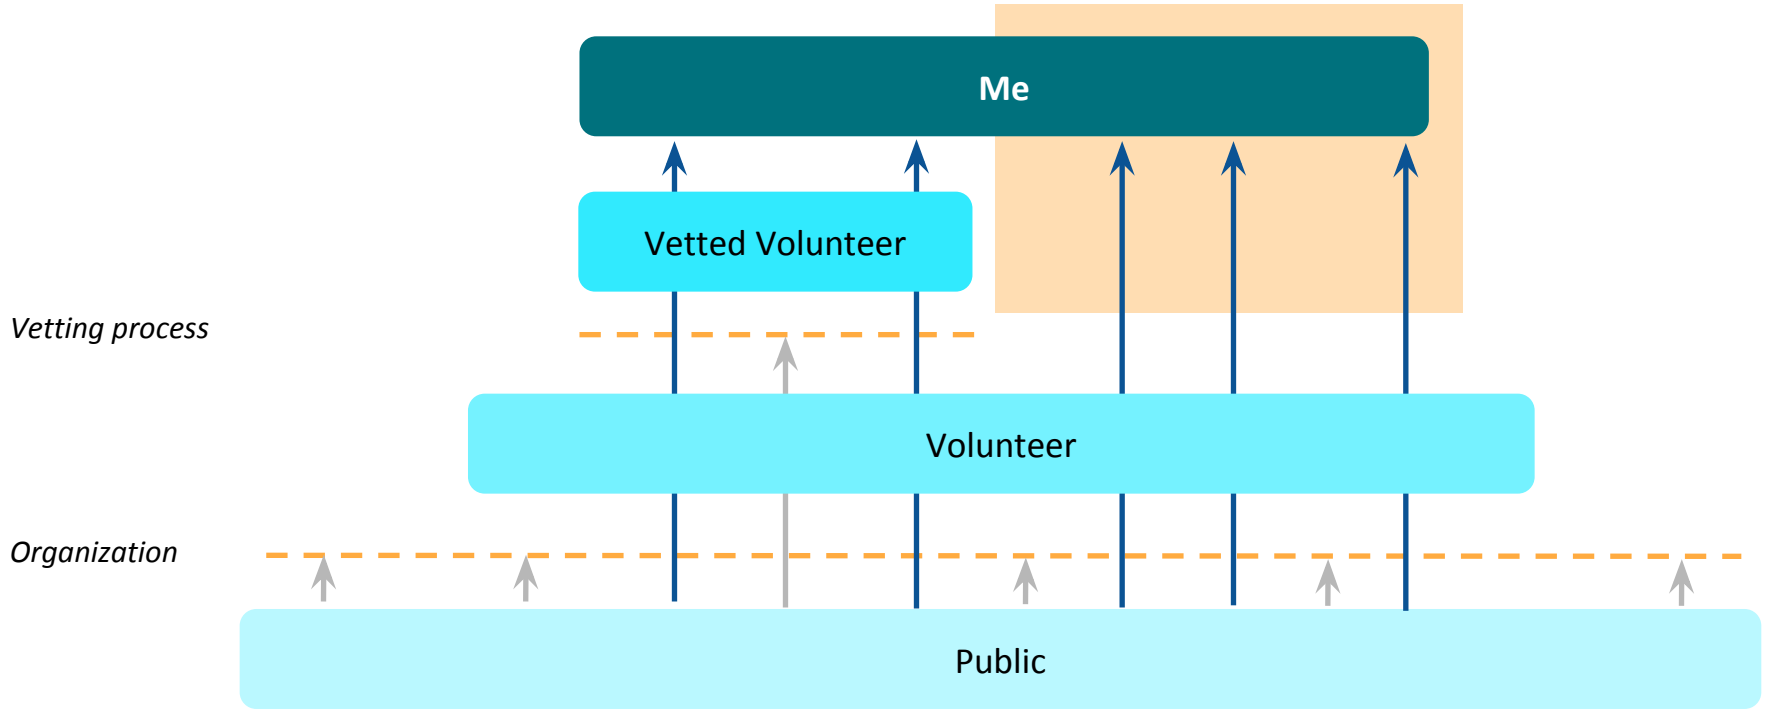 Me
Vetted Volunteer
Vetting process
Volunteer
Organization
Public